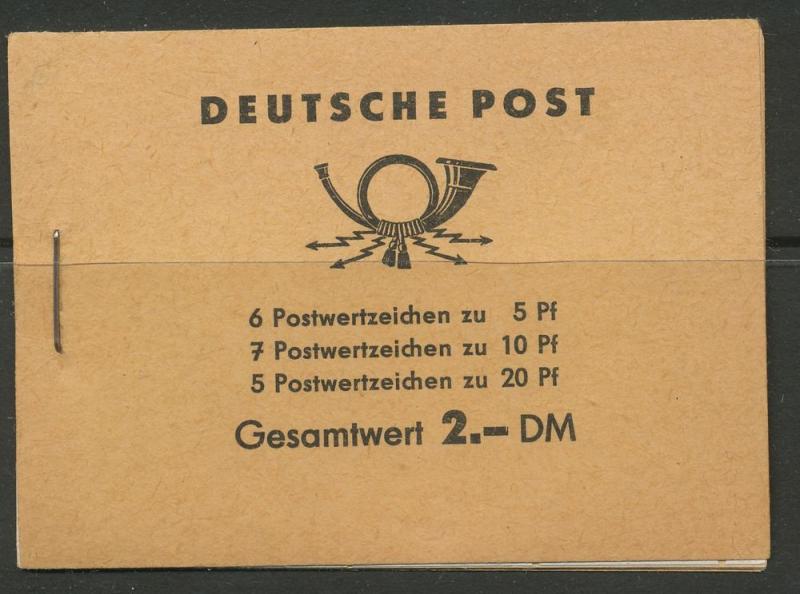 DEUTSCHE POST
6 Postwertzeichen zu 5 Pf
7 Postwertzeichen zu 10 Pf
5 Postwertzeichen zu 20 Pf
Gesamtwert 2.– DM